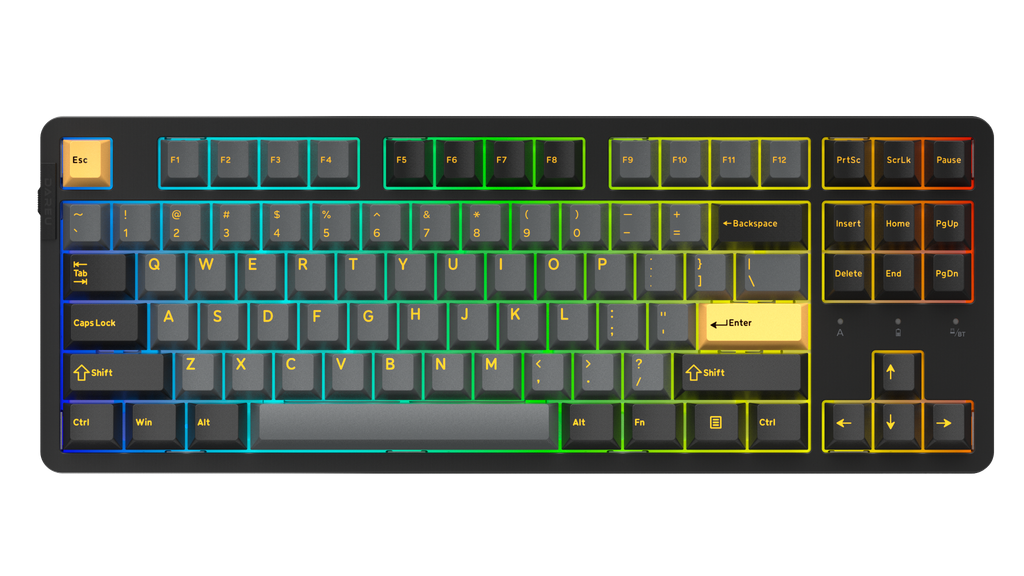 Esc F1 F2 F3 F4 F5 F6 F7 F8 F9 F10 F11 F12 PrtSc ScrLk Pause
~ ! @ # $ % ^ & * ( ) — +
` 1 2 3 4 5 6 7 8 9 0 – = ←Backspace Insert Home PgUp
Tab Q W E R T Y U I O P } ] | \ Delete End PgDn
Caps Lock A S D F G H J K L : ; " ' Enter
A /BT
Shift Z X C V B N M < , > . ? / Shift ↑
Ctrl Win Alt Alt Fn Ctrl ← ↓ →
DAREU